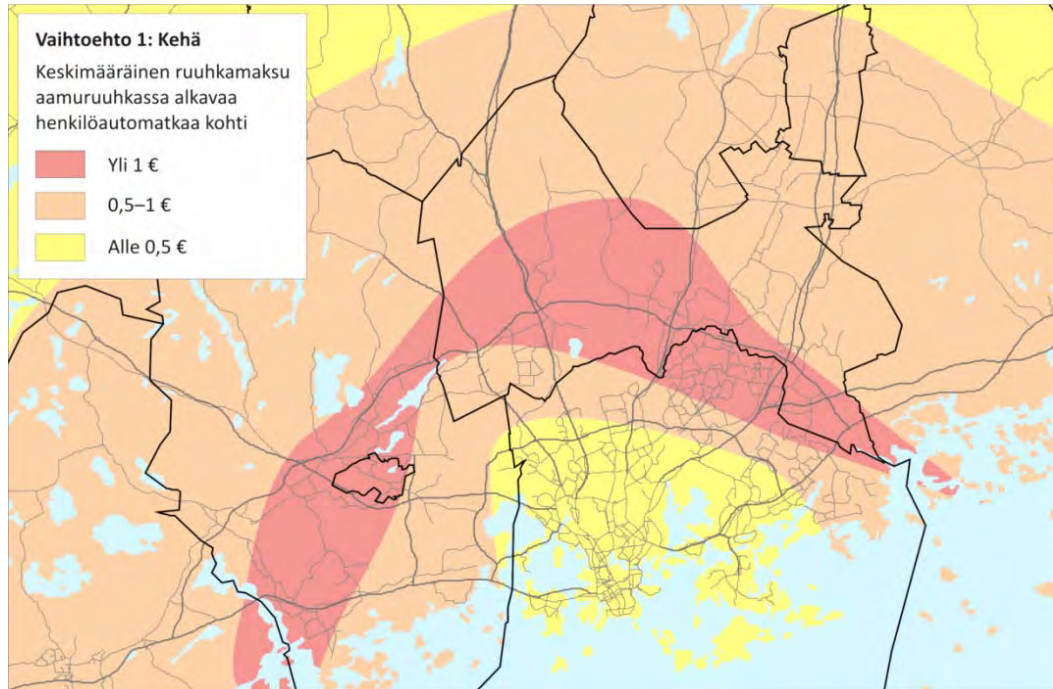 Vaihtoehto 1: Kehä
Keskimääräinen ruuhkamaksu
aamuruuhkassa alkavaa
henkilöautomatkaa kohti
Yli 1 €
0,5–1 €
Alle 0,5 €